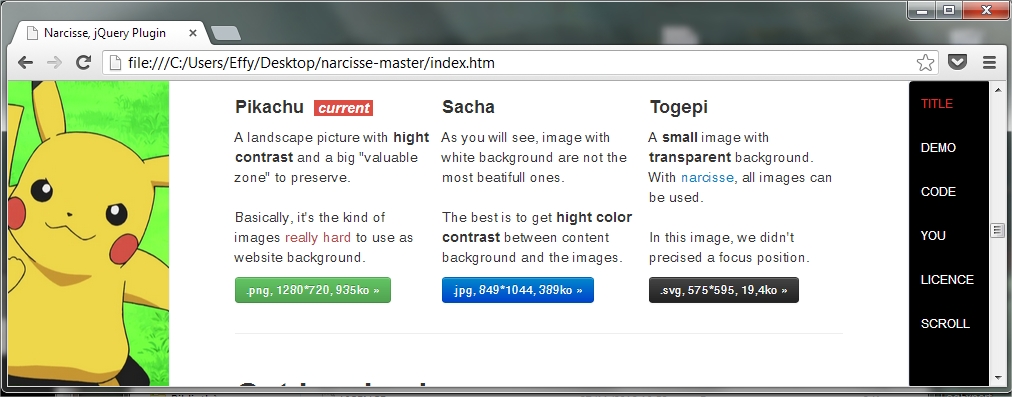 Narcisse, jQuery Plugin
file:///C:/Users/Effy/Desktop/narcisse-master/index.htm
Pikachu current
A landscape picture with hight
contrast and a big "valuable
zone" to preserve.
Basically, it's the kind of
images really hard to use as
website background.
.png, 1280*720, 935ko »
Sacha
As you will see, image with
white background are not the
most beatifull ones.
The best is to get hight color
contrast between content
background and the images.
.jpg, 849*1044, 389ko »
Togepi
A small image with
transparent background.
With narcisse, all images can
be used.
In this image, we didn't
precised a focus position.
.svg, 575*595, 19,4ko »
TITLE
DEMO
CODE
YOU
LICENCE
SCROLL